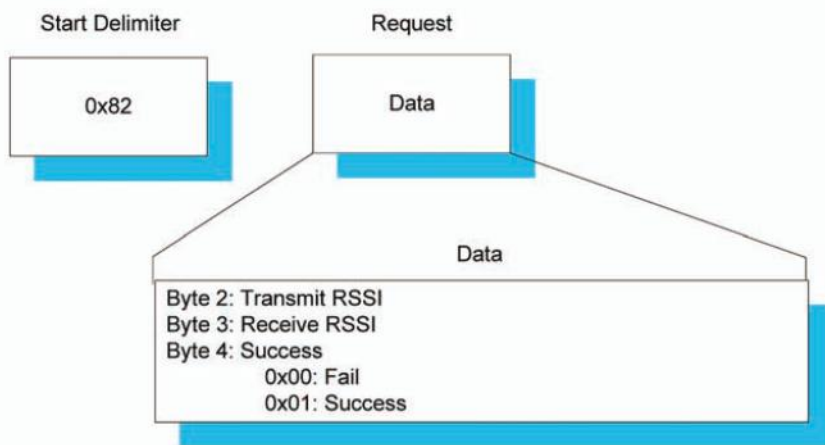 Start Delimiter
Request
0x82
Data
Data
Byte 2: Transmit RSSI
Byte 3: Receive RSSI
Byte 4: Success
0x00: Fail
0x01: Success